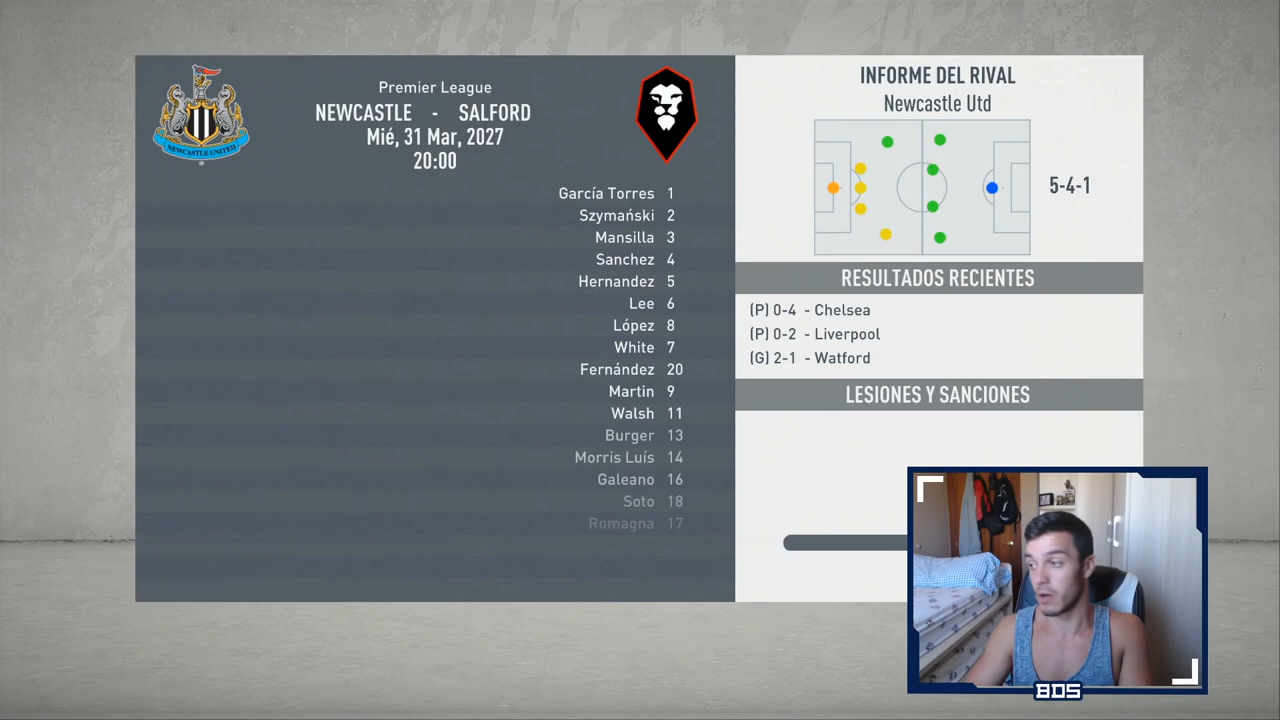 Premier League
NEWCASTLE - SALFORD
Mié, 31 Mar, 2027
20:00
NEWCASTLE UNITED
García Torres 1
Szymański 2
Mansilla 3
Sanchez 4
Hernandez 5
Lee 6
López 8
White 7
Fernández 20
Martin 9
Walsh 11
Burger 13
Morris Luís 14
Galeano 16
Soto 18
Romagna 17
INFORME DEL RIVAL
Newcastle Utd
5-4-1
RESULTADOS RECIENTES
(P) 0-4 - Chelsea
(P) 0-2 - Liverpool
(G) 2-1 - Watford
LESIONES Y SANCIONES
BDS